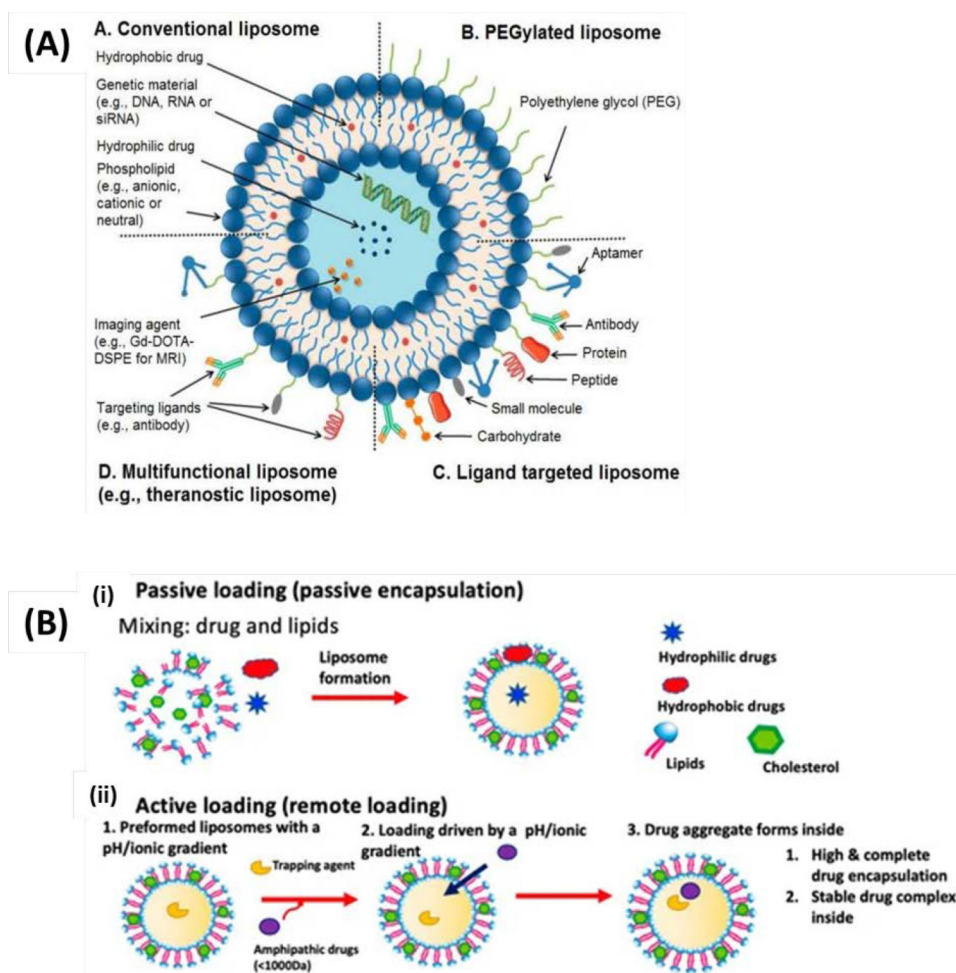 (A)
A. Conventional liposome
B. PEGylated liposome
Hydrophobic drug
Genetic material
(e.g., DNA, RNA or
siRNA)
Hydrophilic drug
Phospholipid
(e.g., anionic,
cationic or
neutral)
Polyethylene glycol (PEG)
Imaging agent
(e.g., Gd-DOTA-
DSPE for MRI)
Targeting ligands
(e.g., antibody)
Aptamer
Antibody
Protein
Peptide
Small molecule
Carbohydrate
D. Multifunctional liposome
(e.g., theranostic liposome)
C. Ligand targeted liposome
(B)
(i)
Passive loading (passive encapsulation)
Mixing: drug and lipids
Liposome
formation
Hydrophilic drugs
Hydrophobic drugs
Lipids
Cholesterol
(ii)
Active loading (remote loading)
1. Preformed liposomes with a
pH/ionic gradient
Trapping agent
Amphipathic drugs
(<1000Da)
2. Loading driven by a pH/ionic
gradient
3. Drug aggregate forms inside
1. High & complete
drug encapsulation
2. Stable drug complex
inside